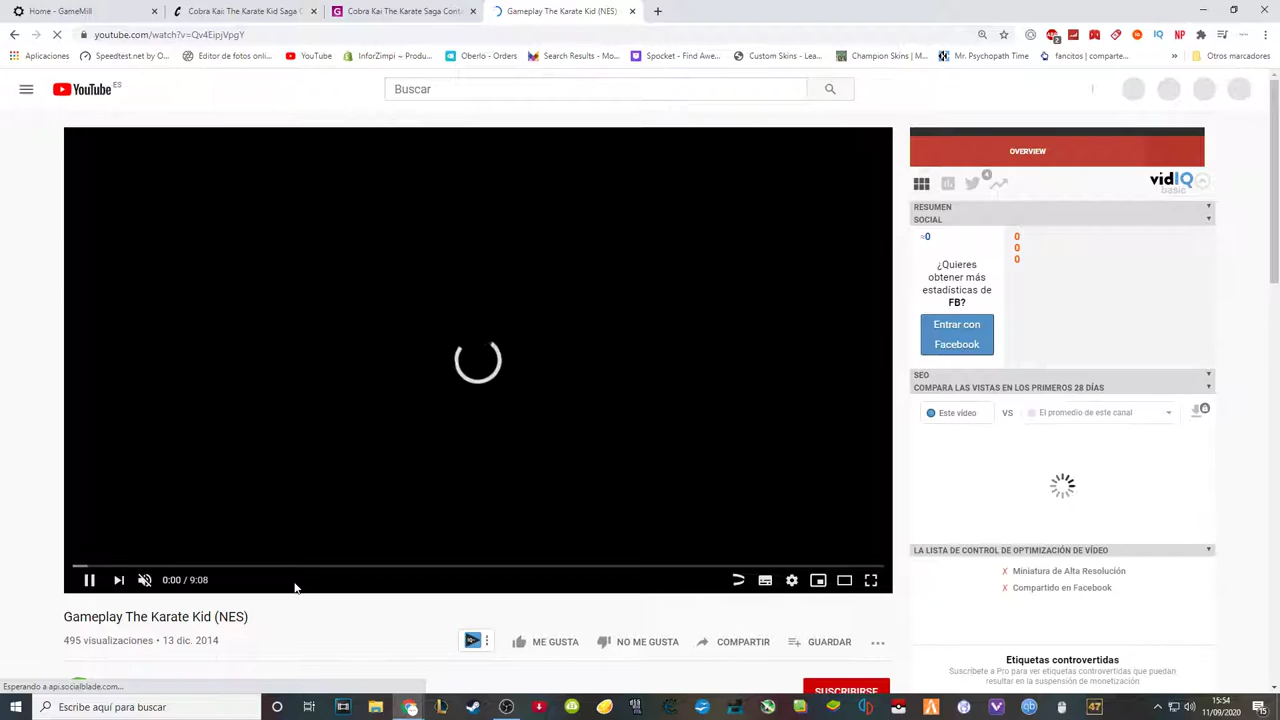 Home - GameMill
Cobra Kai The Karate Kid Saga C
Cobra Kai The Karate Saga Cont
Gameplay The Karate Kid (NES)
youtube.com/watch?v=Qv4EipjVpgY
Aplicaciones
Speedtest.net by O...
Editor de fotos onlin...
YouTube
InforZimpi ~ Produ...
Oberlo - Orders
Search Results - Mo...
Spocket - Find Awe...
Custom Skins - Lea...
Champion Skins | M...
Mr. Psychopath Time
fancitos | comparte...
»
Otros marcadores
YouTube ES
Buscar
OVERVIEW
4
vidIQ
basic
RESUMEN
SOCIAL
≈0
0
0
0
¿Quieres
obtener más
estadísticas de
FB?
Entrar con
Facebook
SEO
COMPARA LAS VISTAS EN LOS PRIMEROS 28 DÍAS
Este vídeo
VS
El promedio de este canal
LA LISTA DE CONTROL DE OPTIMIZACIÓN DE VÍDEO
X Miniatura de Alta Resolución
X Compartido en Facebook
0:00 / 9:08
Gameplay The Karate Kid (NES)
495 visualizaciones • 13 dic. 2014
ME GUSTA
NO ME GUSTA
COMPARTIR
GUARDAR
Etiquetas controvertidas
Suscríbete a Pro para ver etiquetas controvertidas que puedan
resultar en la suspensión de monetización
SUSCRIBIRSE
Esperando a api.socialblade.com...
Escribe aquí para buscar
47
15:54
11/09/2020